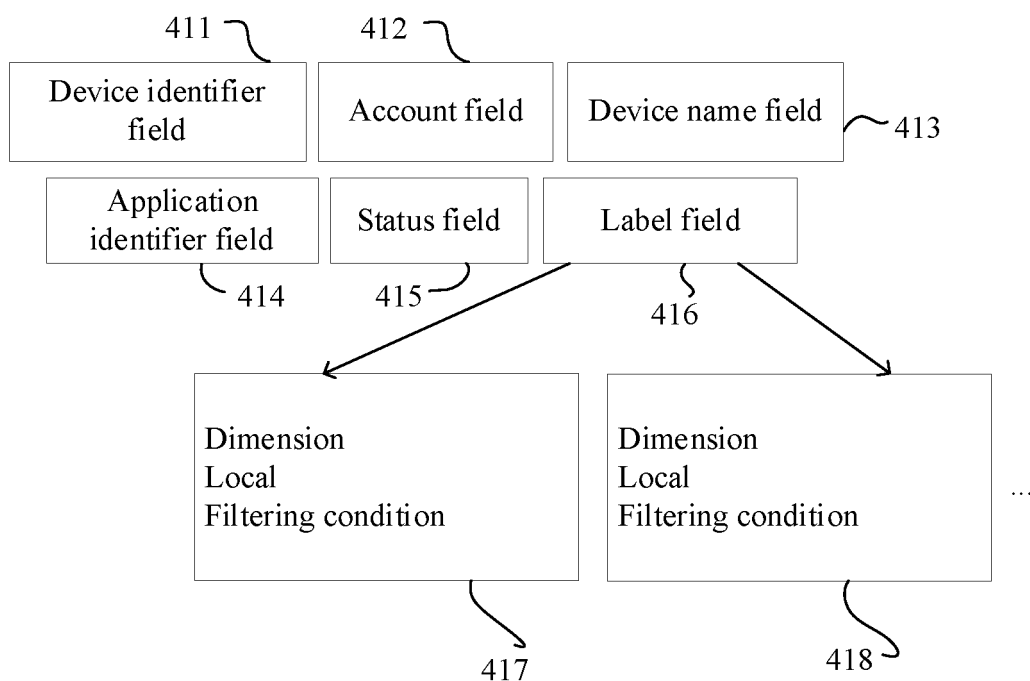 411
412
Device identifier
field
Account field
Device name field
413
Application
identifier field
Status field
Label field
414
415
416
Dimension
Local
Filtering condition
Dimension
Local
Filtering condition
...
417
418